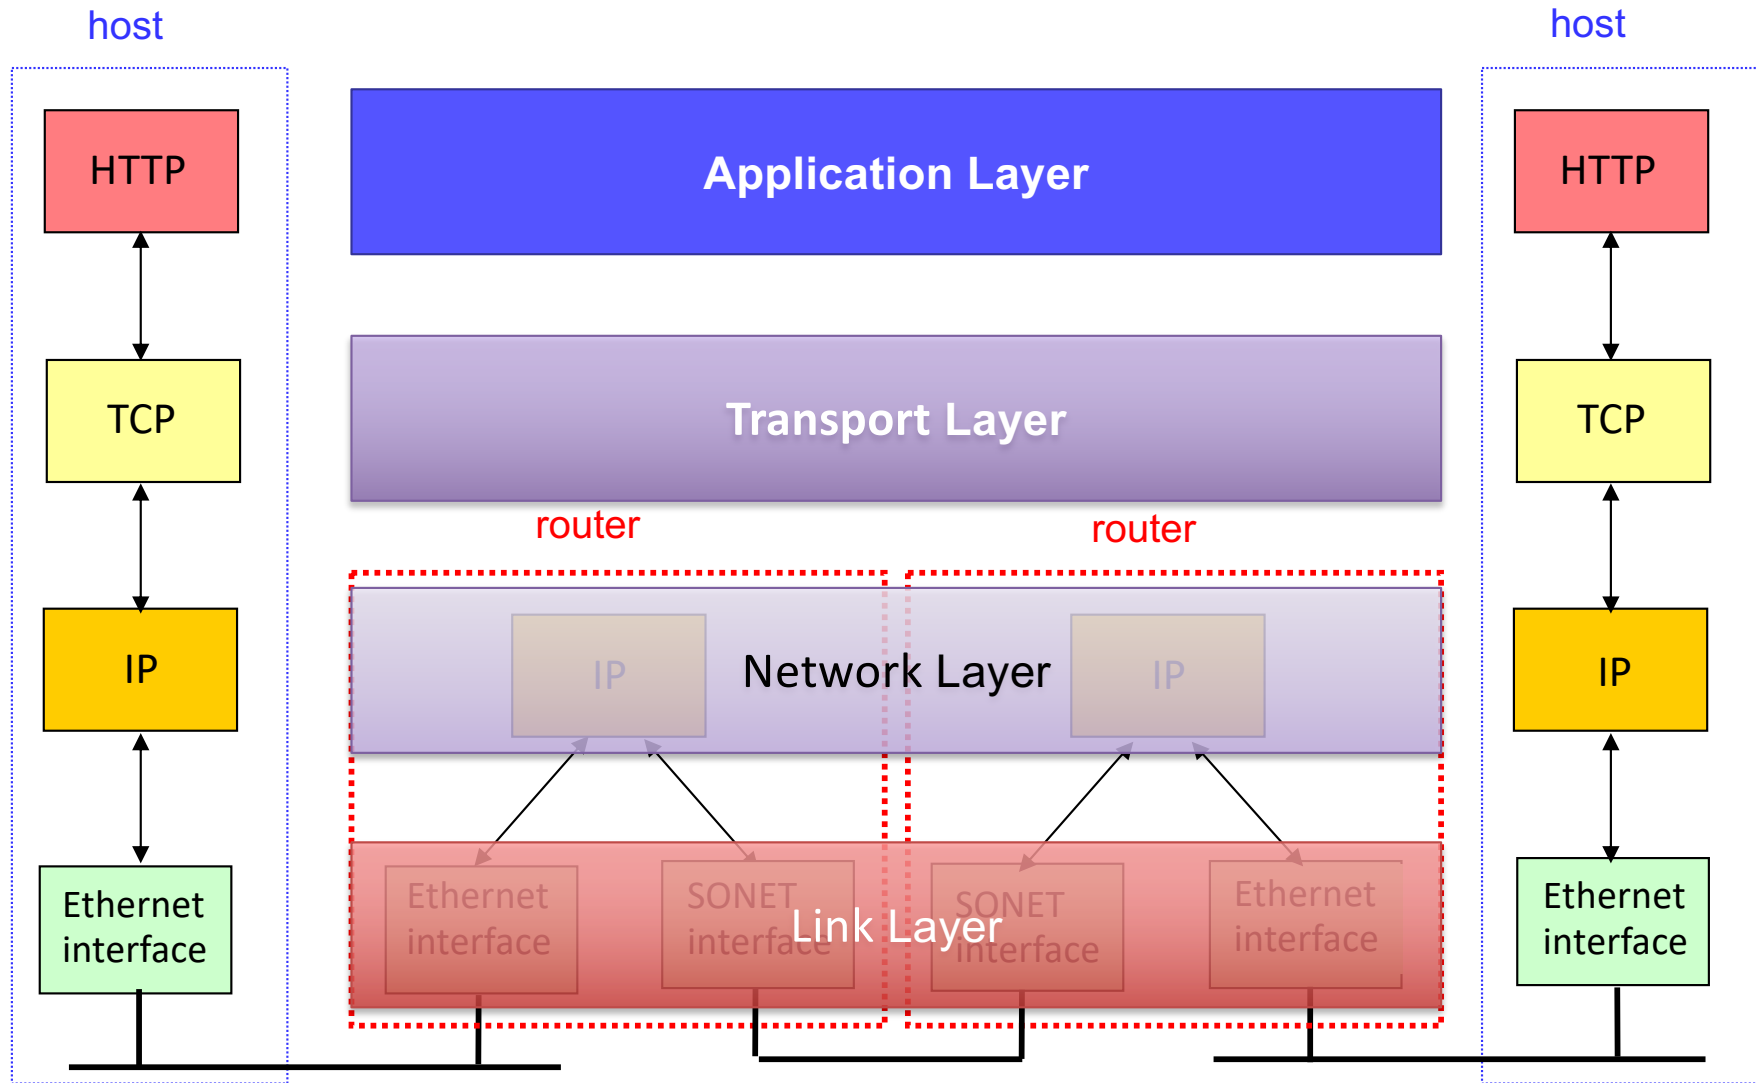 host
host
HTTP
Application Layer
HTTP
TCP
Transport Layer
TCP
router
router
IP
IP
Network Layer
IP
IP
Ethernet
interface
Ethernet
interface
SONET
interface
Link Layer
SONET
interface
Ethernet
interface
Ethernet
interface